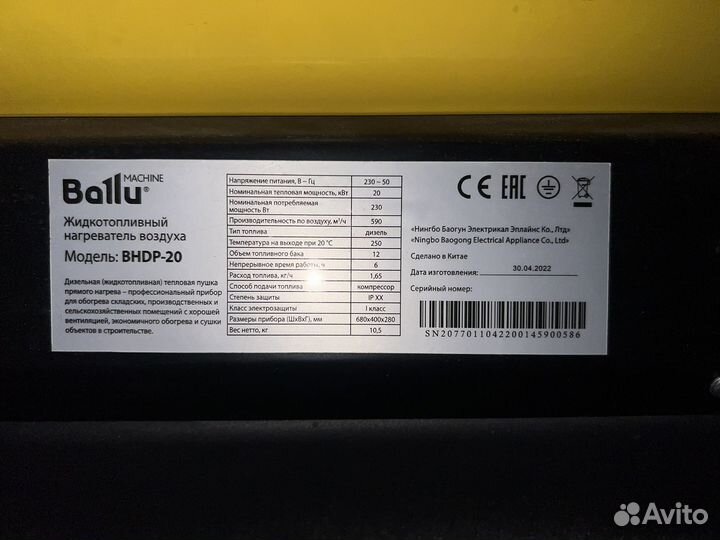 Ballu® MACHINE
Жидкотопливный
нагреватель воздуха
Модель: BHDP-20
Дизельная (жидкотопливная) тепловая пушка
прямого нагрева – профессиональный прибор
для обогрева складских, производственных и
сельскохозяйственных помещений с хорошей
вентиляцией, экономичного обогрева и сушки
объектов в строительстве.
Напряжение питания, В ~ Гц 230 ~ 50
Номинальная тепловая мощность, кВт 20
Номинальная потребляемая
мощность Вт 230
Производительность по воздуху, м³/ч 590
Тип топлива дизель
Температура на выходе при 20 °С 250
Объем топливного бака 12
Непрерывное время работы, ч 6
Расход топлива, кг/ч 1,65
Способ подачи топлива компрессор
Степень защиты IP XX
Класс электрозащиты I класс
Размеры прибора (ШхВхГ), мм 680х400х280
Вес нетто, кг 10,5
CE EAC
«Нингбо Баогун Электрикал Эплайнс Ко., Лтд»
«Ningbo Baogong Electrical Appliance Co., Ltd»
Сделано в Китае
Дата изготовления: 30.04.2022
Серийный номер:
SN2077011042200145900586
Avito